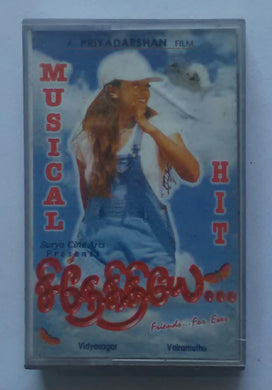 A PRIYADARSHAN FILM
MUSICAL
HIT
Surya Cine Arts
Presents
சிநேகிதியே...
Friends...For Ever
Vidyasagar
Vairamuthu